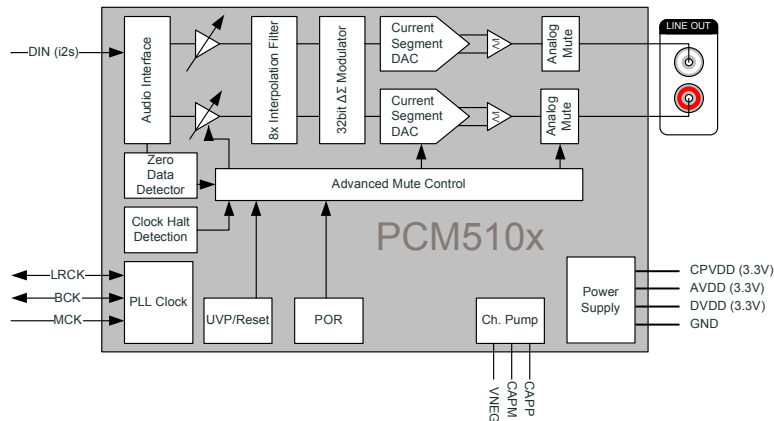 LINE OUT
DIN (i2s)
Audio Interface
8x Interpolation Filter
32bit ΔΣ Modulator
Current
Segment
DAC
Analog
Mute
Current
Segment
DAC
Analog
Mute
Zero
Data
Detector
Advanced Mute Control
Clock Halt
Detection
PCM510x
LRCK
BCK
MCK
PLL Clock
UVP/Reset
POR
Ch. Pump
Power
Supply
CPVDD (3.3V)
AVDD (3.3V)
DVDD (3.3V)
GND
VNEG
CAPM
CAPP